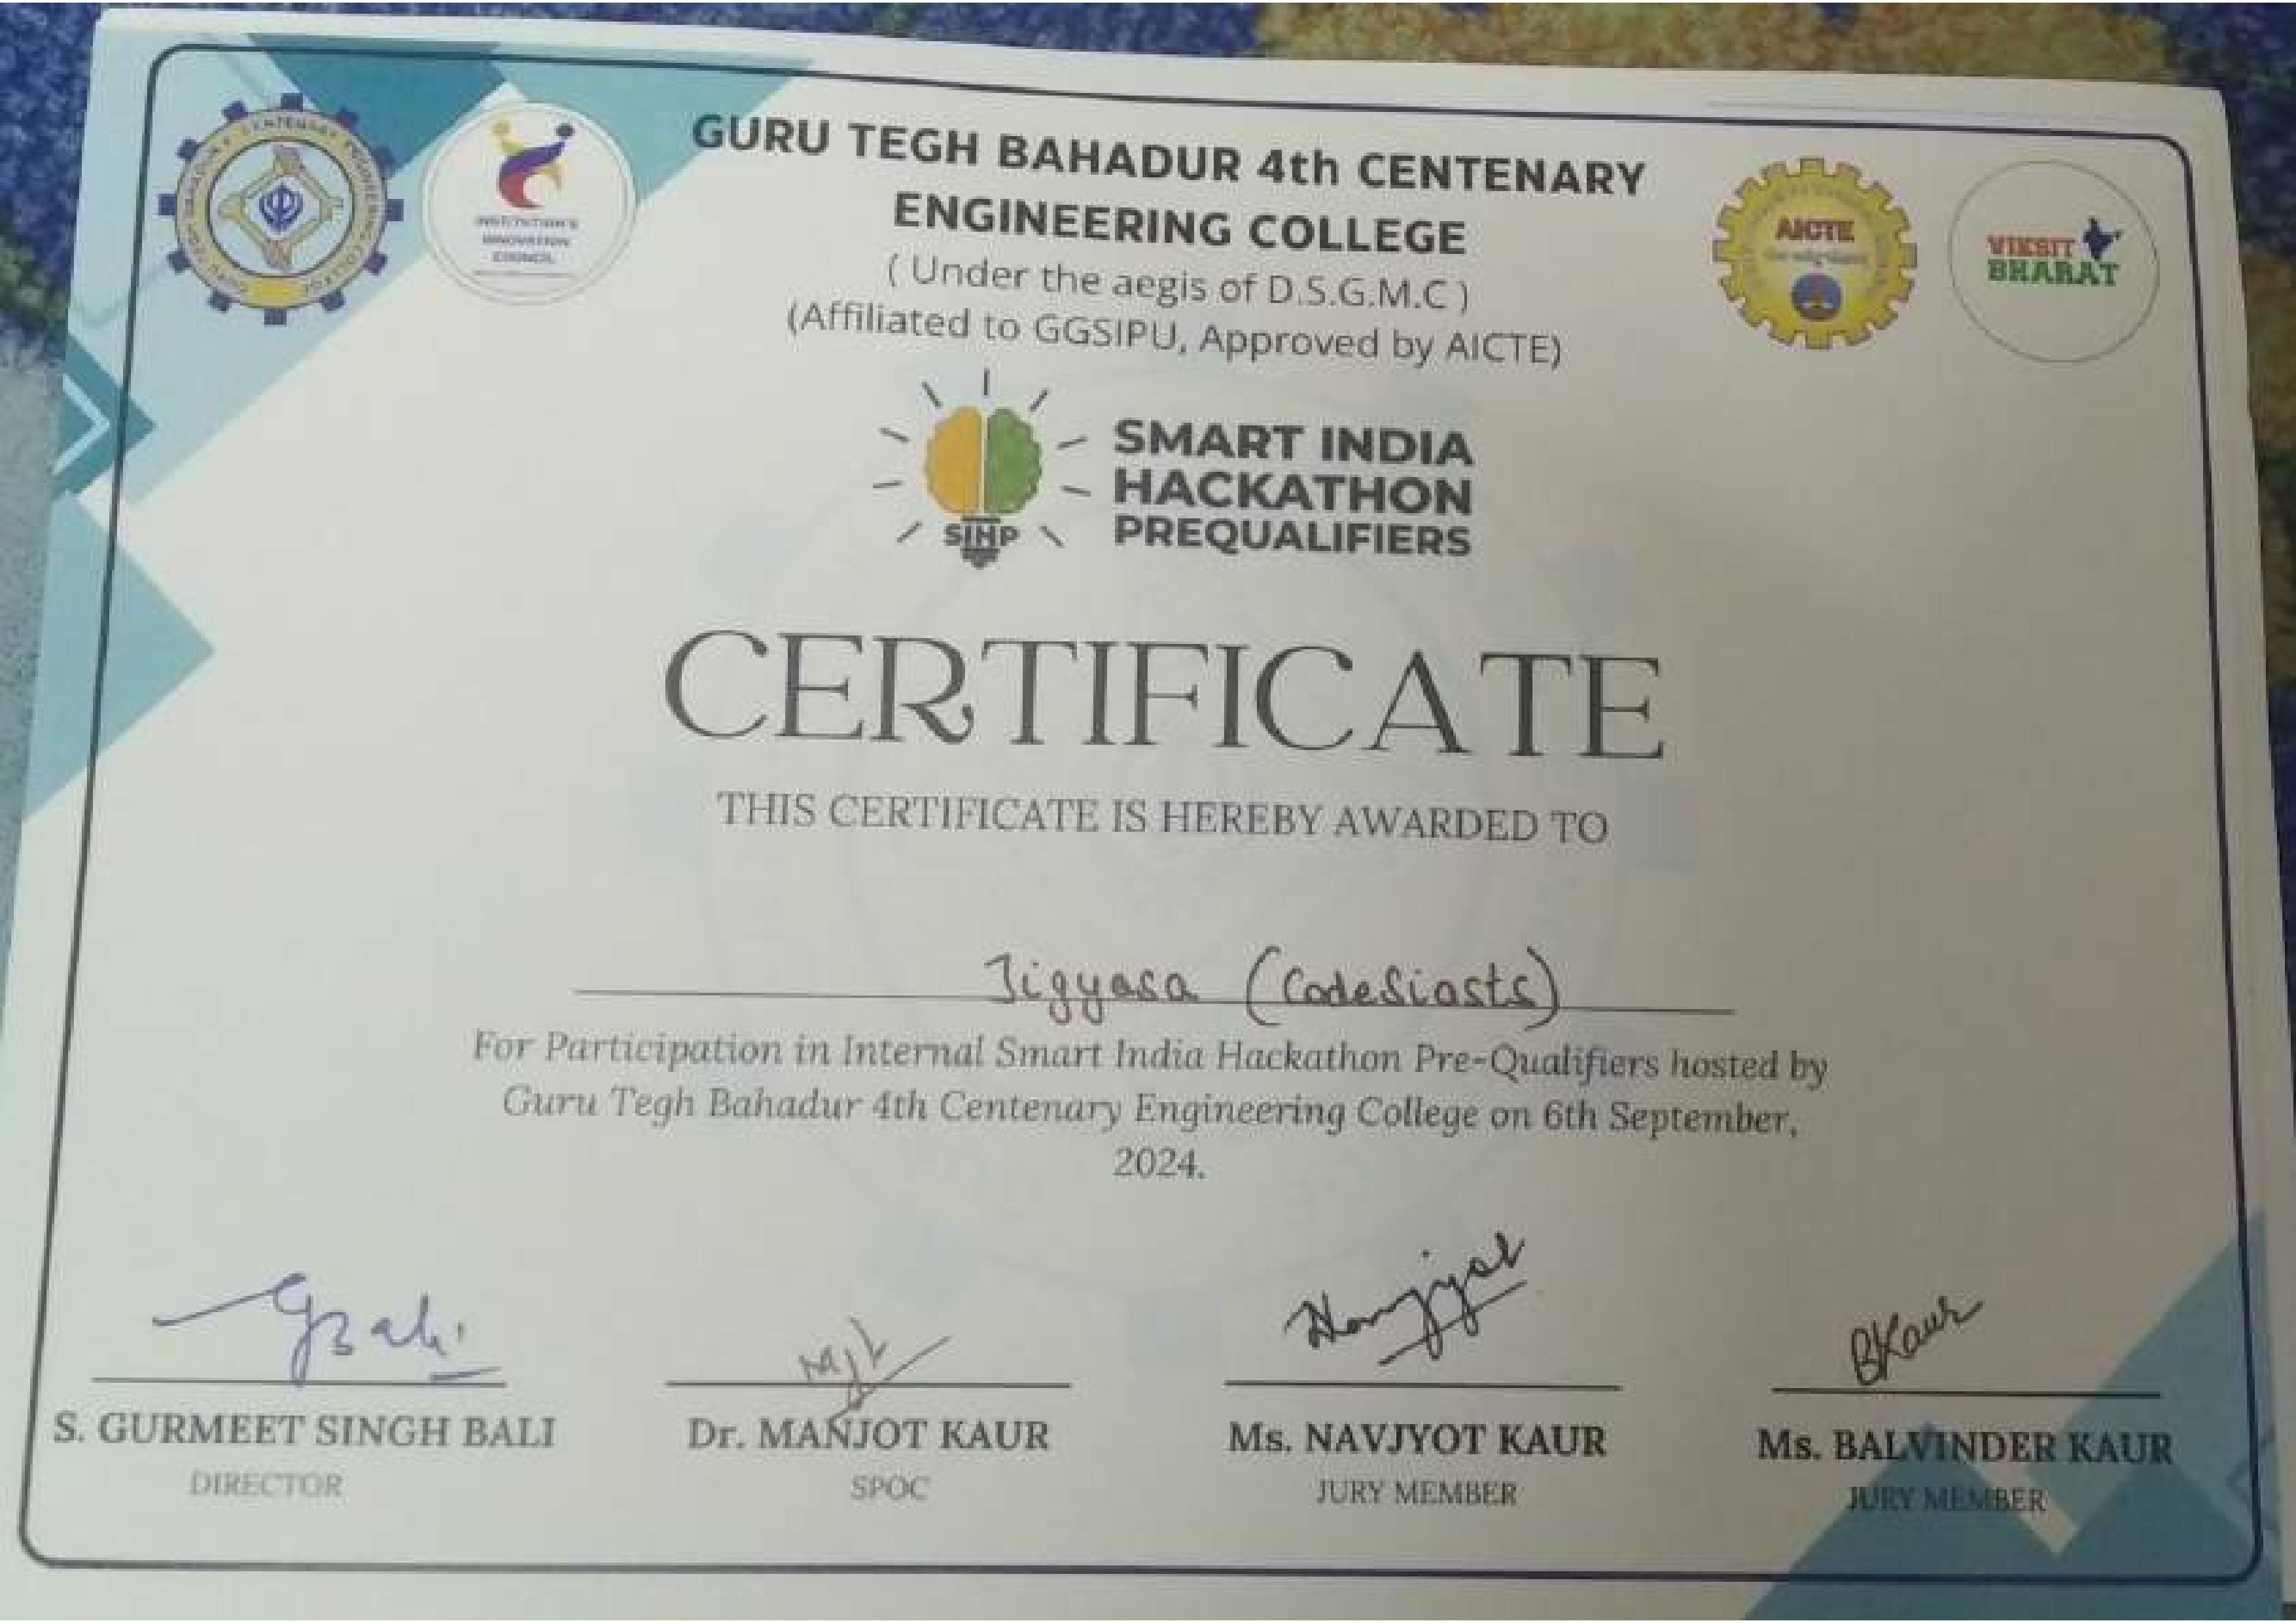 GURU TEGH BAHADUR 4th CENTENARY
ENGINEERING COLLEGE
( Under the aegis of D.S.G.M.C )
(Affiliated to GGSIPU, Approved by AICTE)
INSTITUTION'S
INNOVATION
COUNCIL
AICTE
VIKSIT
BHARAT
SIHP
SMART INDIA
HACKATHON
PREQUALIFIERS
CERTIFICATE
THIS CERTIFICATE IS HEREBY AWARDED TO
Jigyasa (CodeSiasts)
For Participation in Internal Smart India Hackathon Pre-Qualifiers hosted by
Guru Tegh Bahadur 4th Centenary Engineering College on 6th September,
2024.
GBali
Navjyot
BKaur
S. GURMEET SINGH BALI
DIRECTOR
Dr. MANJOT KAUR
SPOC
Ms. NAVJYOT KAUR
JURY MEMBER
Ms. BALVINDER KAUR
JURY MEMBER